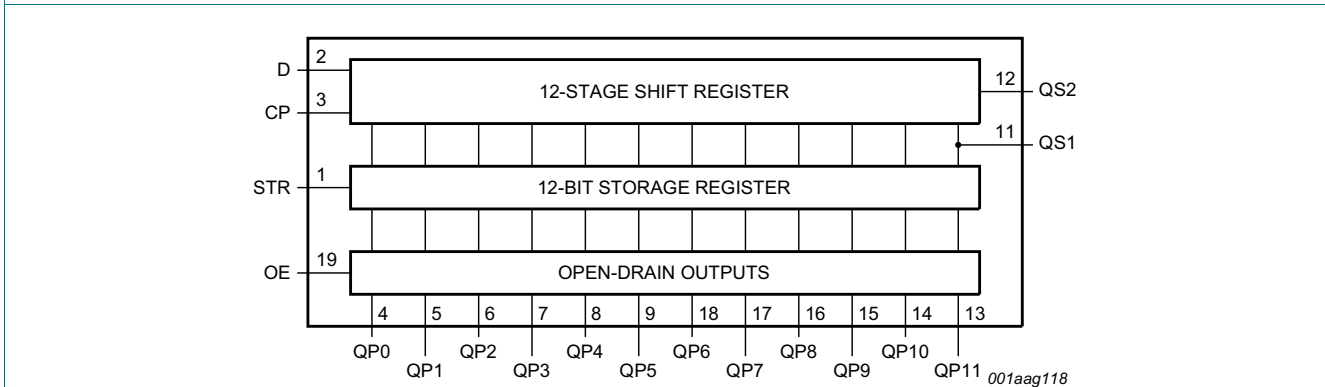 D
2
12-STAGE SHIFT REGISTER
12
QS2
CP
3
11
QS1
STR
1
12-BIT STORAGE REGISTER
OE
19
OPEN-DRAIN OUTPUTS
4 5 6 7 8 9 18 17 16 15 14 13
QP0 QP2 QP4 QP6 QP8 QP10
QP1 QP3 QP5 QP7 QP9 QP11
001aag118